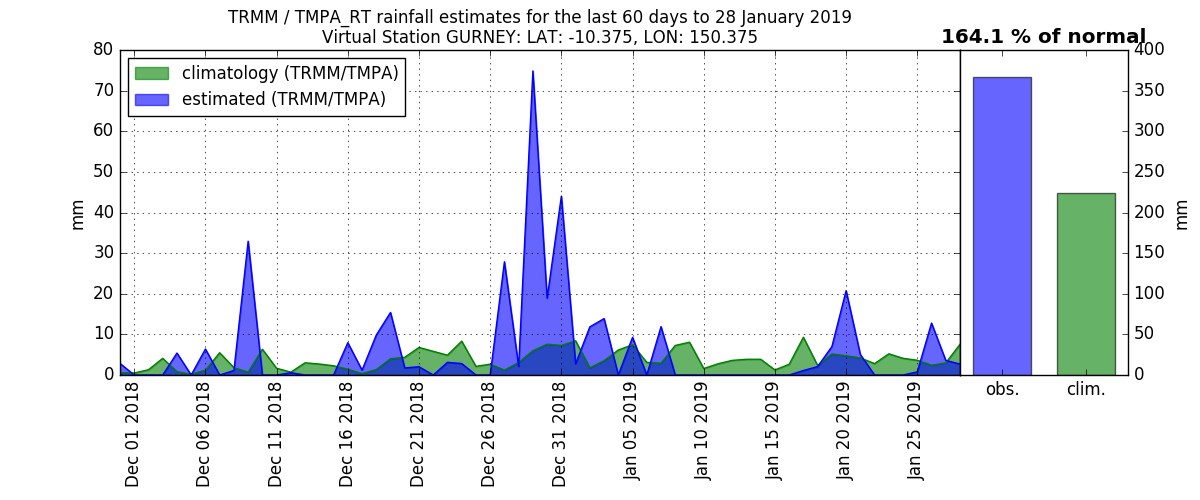 TRMM / TMPA_RT rainfall estimates for the last 60 days to 28 January 2019
Virtual Station GURNEY: LAT: -10.375, LON: 150.375
164.1 % of normal
climatology (TRMM/TMPA)
estimated (TRMM/TMPA)
mm
80
70
60
50
40
30
20
10
0
Dec 01 2018
Dec 06 2018
Dec 11 2018
Dec 16 2018
Dec 21 2018
Dec 26 2018
Dec 31 2018
Jan 05 2019
Jan 10 2019
Jan 15 2019
Jan 20 2019
Jan 25 2019
obs.
clim.
400
350
300
250
200
150
100
50
0
mm